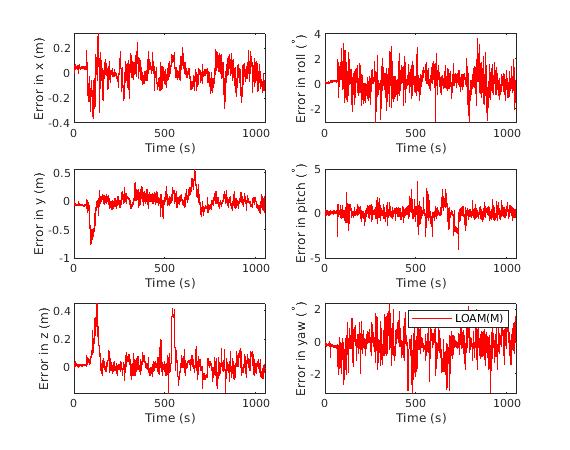 0.2
0
-0.2
-0.4
Error in x (m)
0 500 1000
Time (s)
4
2
0
-2
Error in roll (°)
0 500 1000
Time (s)
0.5
0
-0.5
-1
Error in y (m)
0 500 1000
Time (s)
5
0
-5
Error in pitch (°)
0 500 1000
Time (s)
0.4
0.2
0
Error in z (m)
0 500 1000
Time (s)
2
0
-2
Error in yaw (°)
LOAM(M)
0 500 1000
Time (s)